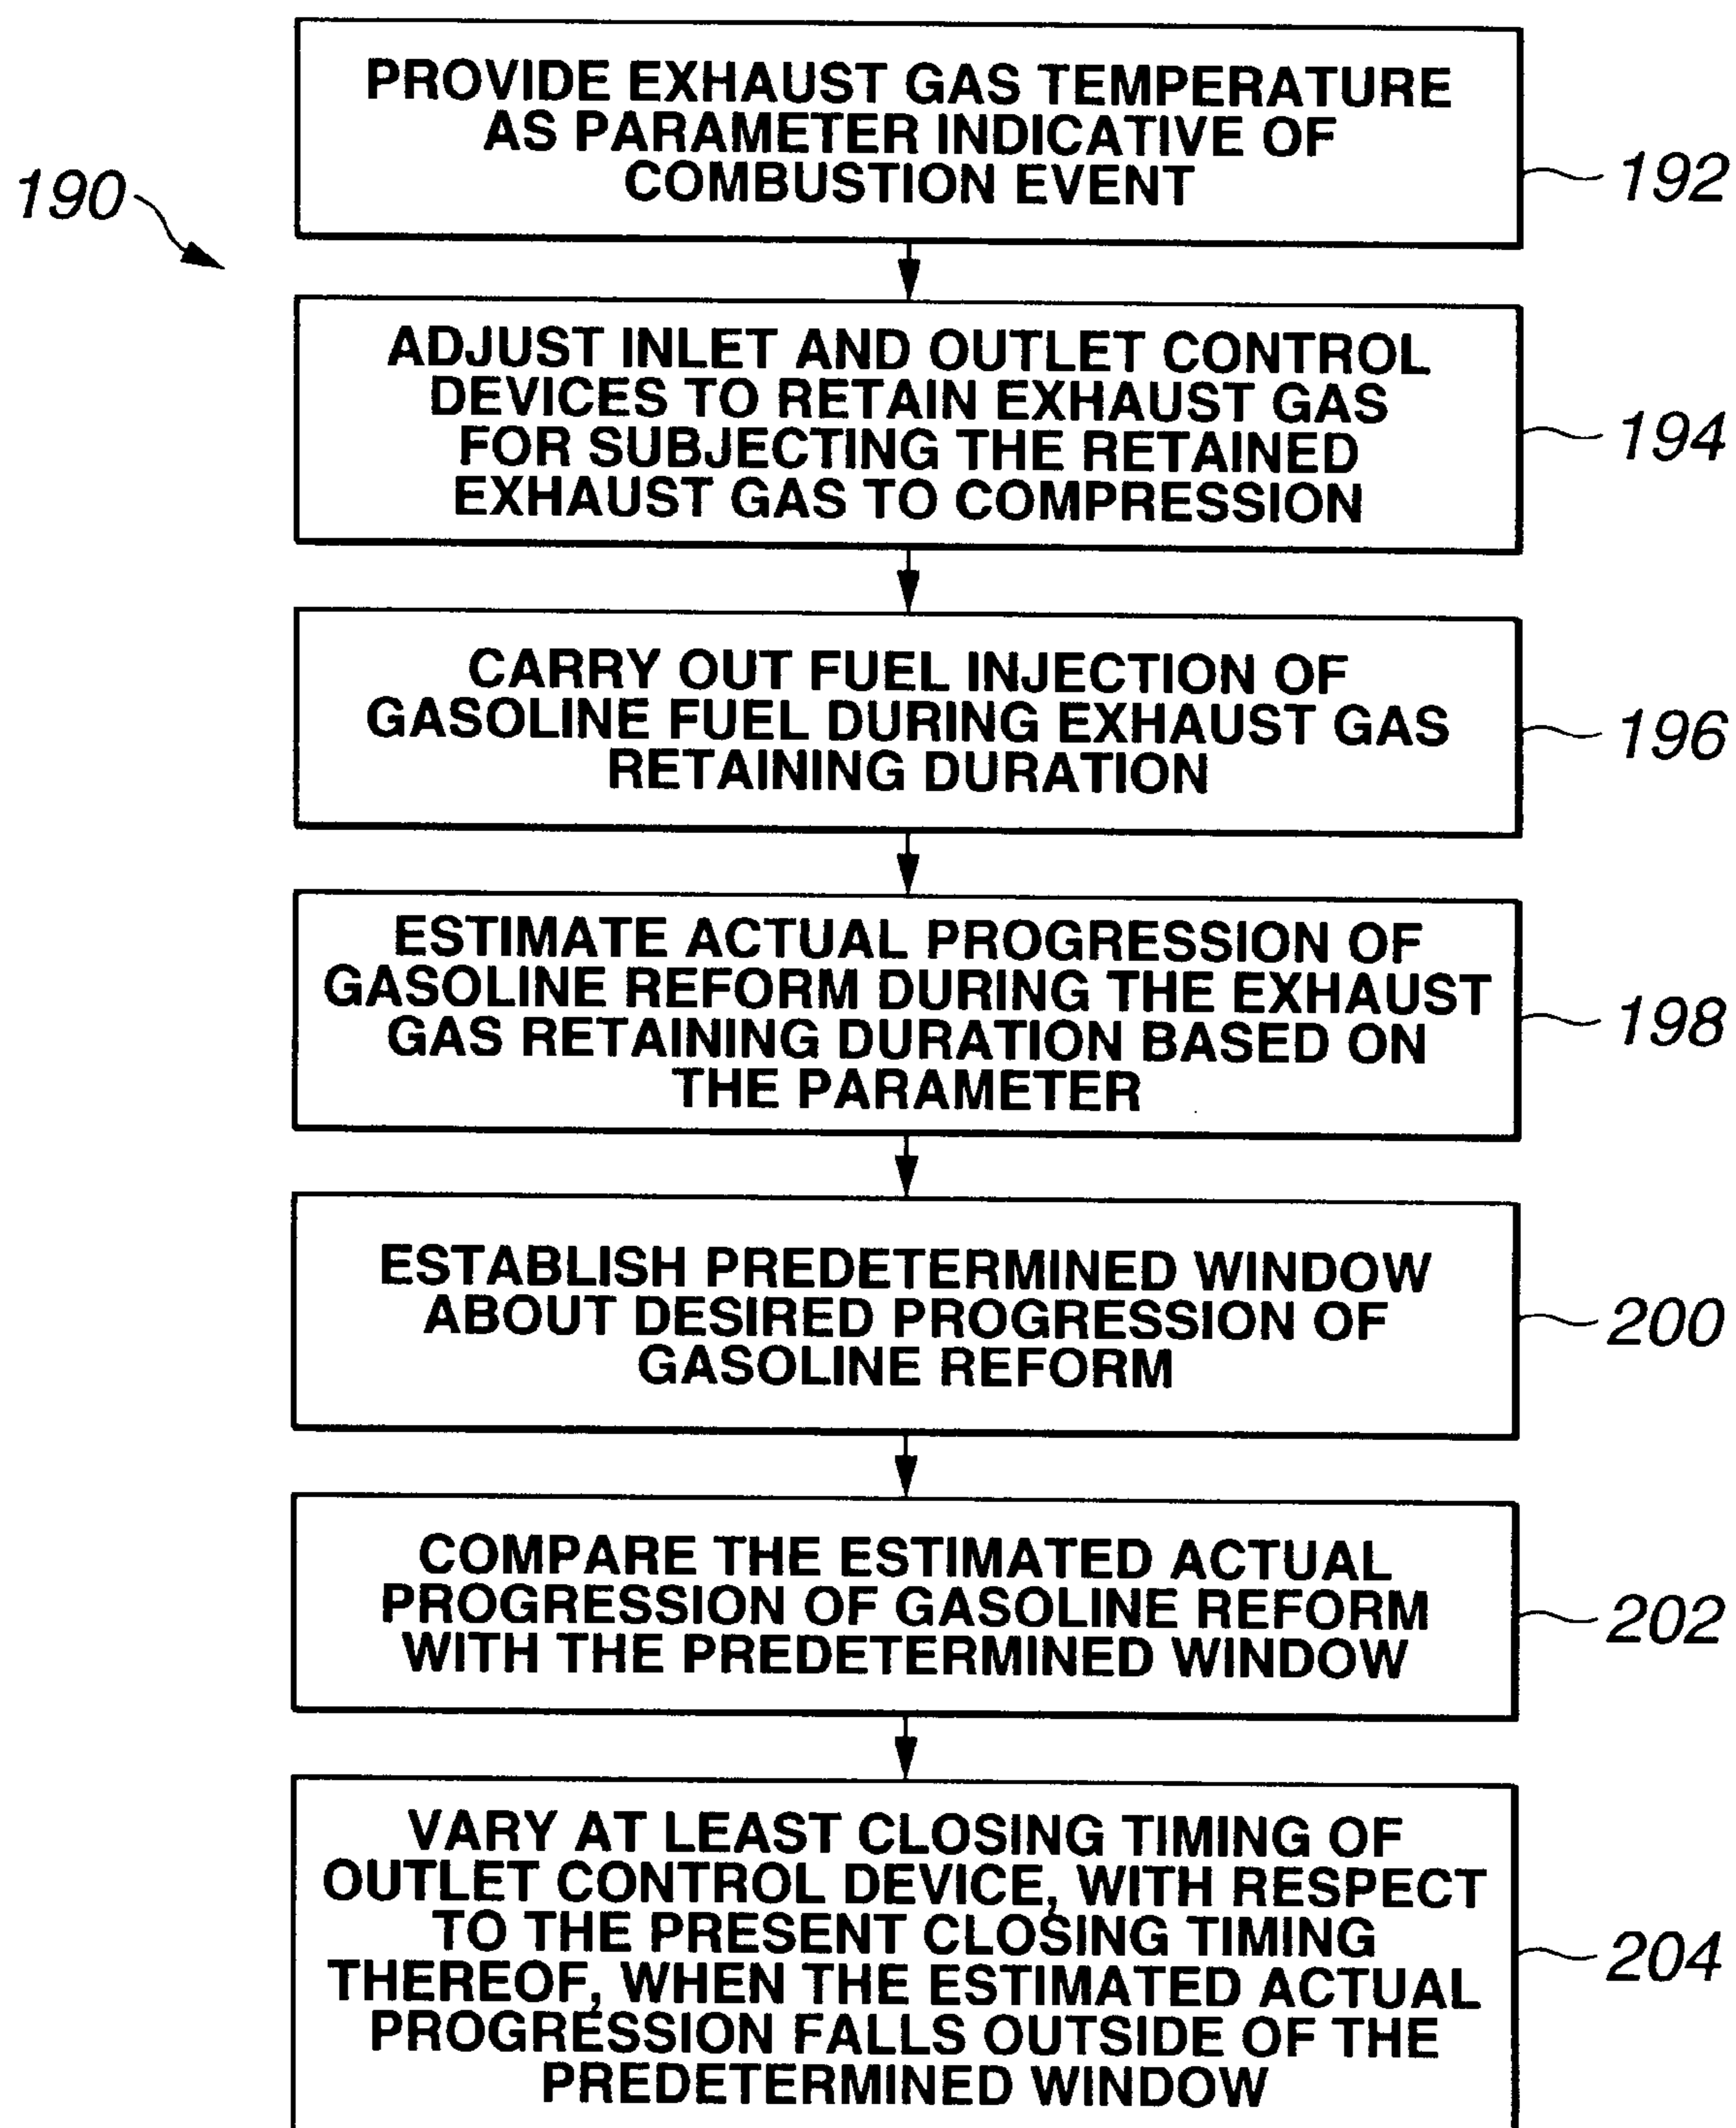 PROVIDE EXHAUST GAS TEMPERATURE
AS PARAMETER INDICATIVE OF
COMBUSTION EVENT
192
190
ADJUST INLET AND OUTLET CONTROL
DEVICES TO RETAIN EXHAUST GAS
FOR SUBJECTING THE RETAINED
EXHAUST GAS TO COMPRESSION
194
CARRY OUT FUEL INJECTION OF
GASOLINE FUEL DURING EXHAUST GAS
RETAINING DURATION
196
ESTIMATE ACTUAL PROGRESSION OF
GASOLINE REFORM DURING THE EXHAUST
GAS RETAINING DURATION BASED ON
THE PARAMETER
198
ESTABLISH PREDETERMINED WINDOW
ABOUT DESIRED PROGRESSION OF
GASOLINE REFORM
200
COMPARE THE ESTIMATED ACTUAL
PROGRESSION OF GASOLINE REFORM
WITH THE PREDETERMINED WINDOW
202
VARY AT LEAST CLOSING TIMING OF
OUTLET CONTROL DEVICE, WITH RESPECT
TO THE PRESENT CLOSING TIMING
THEREOF, WHEN THE ESTIMATED ACTUAL
PROGRESSION FALLS OUTSIDE OF THE
PREDETERMINED WINDOW
204